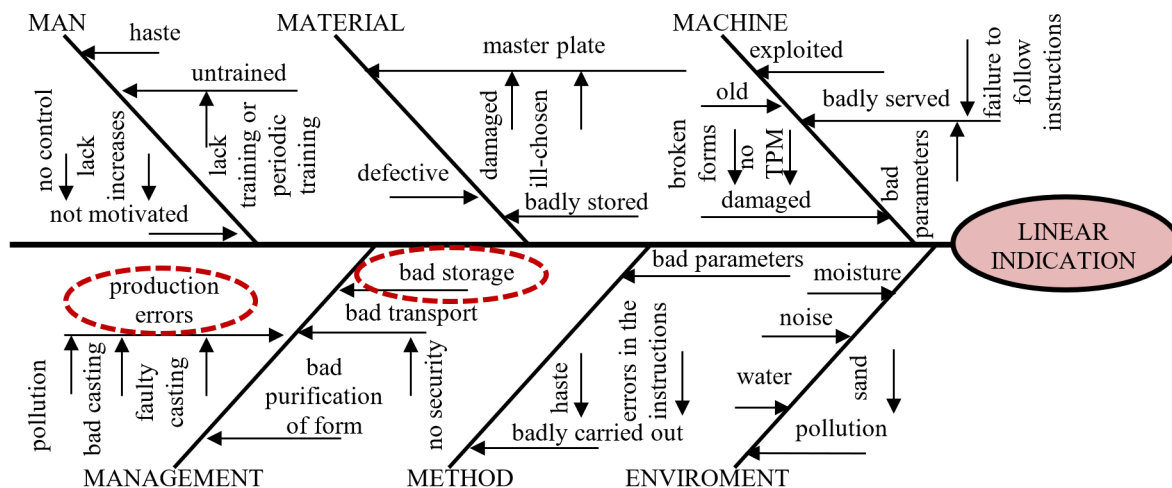 MAN
haste
untrained
no control
lack
increases
lack
training or
periodic
training
not motivated
MATERIAL
master plate
damaged
ill-chosen
defective
badly stored
MACHINE
exploited
old
badly served
failure to
follow
instructions
broken
forms
no
TPM
bad
parameters
damaged
LINEAR
INDICATION
production
errors
pollution
bad casting
faulty
casting
bad storage
bad transport
no security
bad
purification
of form
MANAGEMENT
bad parameters
haste
errors in the
instructions
badly carried out
METHOD
moisture
noise
sand
water
pollution
ENVIROMENT